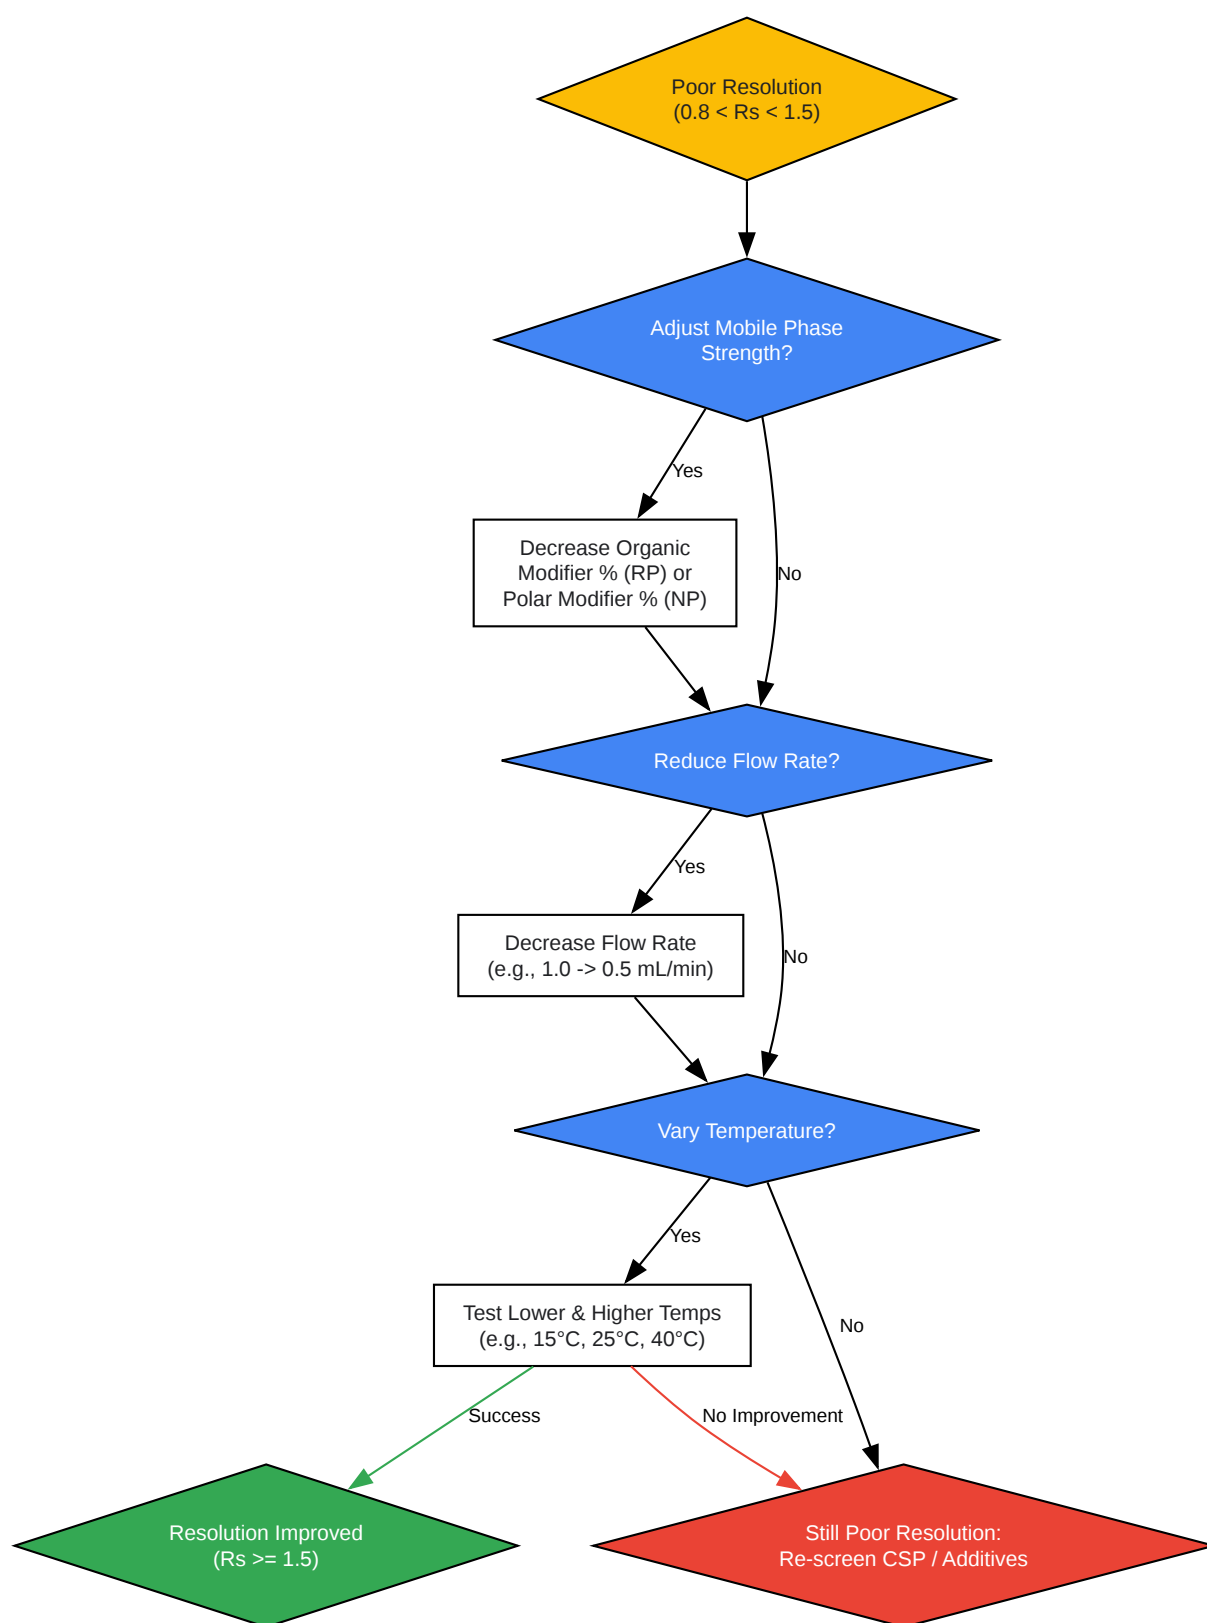 Poor Resolution
(0.8 < Rs < 1.5)
Adjust Mobile Phase
Strength?
Yes
Decrease Organic
Modifier % (RP) or
Polar Modifier % (NP)
No
Reduce Flow Rate?
Yes
Decrease Flow Rate
(e.g., 1.0 -> 0.5 mL/min)
No
Vary Temperature?
Yes
Test Lower & Higher Temps
(e.g., 15°C, 25°C, 40°C)
No
Success
No Improvement
Resolution Improved
(Rs >= 1.5)
Still Poor Resolution:
Re-screen CSP / Additives